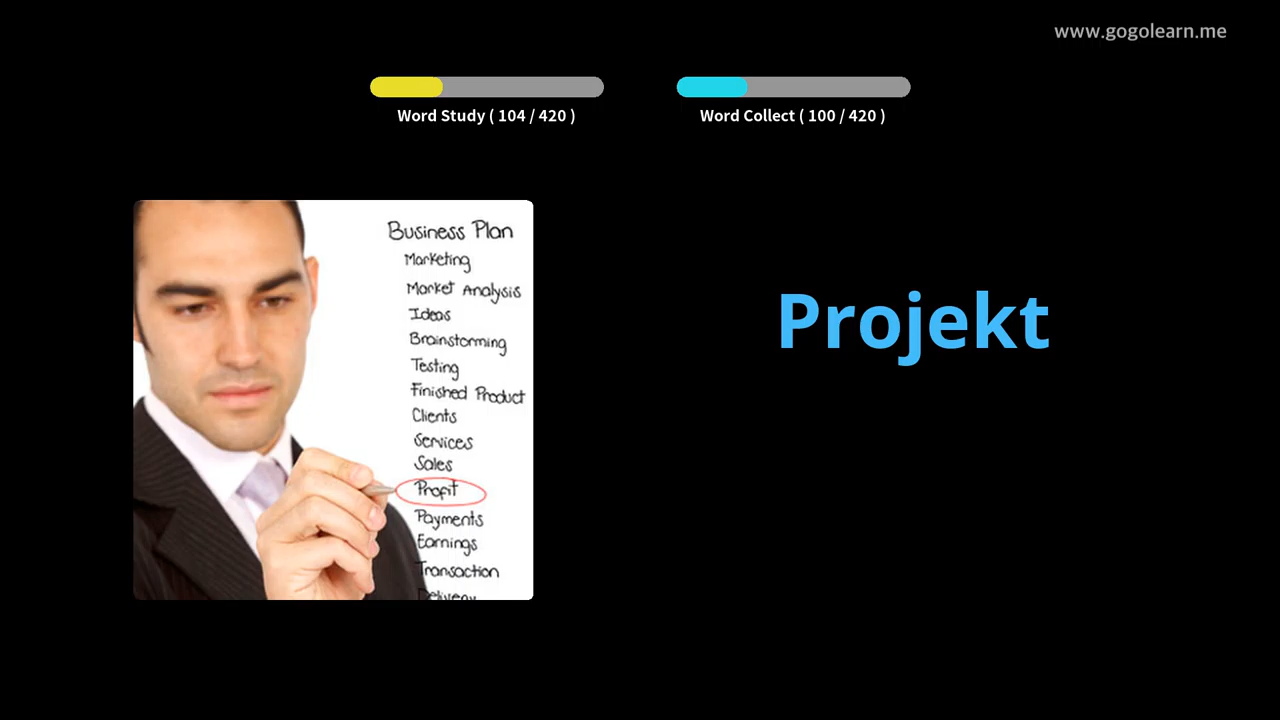 www.gogolearn.me
Word Study ( 104 / 420 )
Word Collect ( 100 / 420 )
Business Plan
Marketing
Market Analysis
Ideas
Brainstorming
Testing
Finished Product
Clients
Services
Sales
Profit
Payments
Earnings
Transaction
Delivery
Projekt